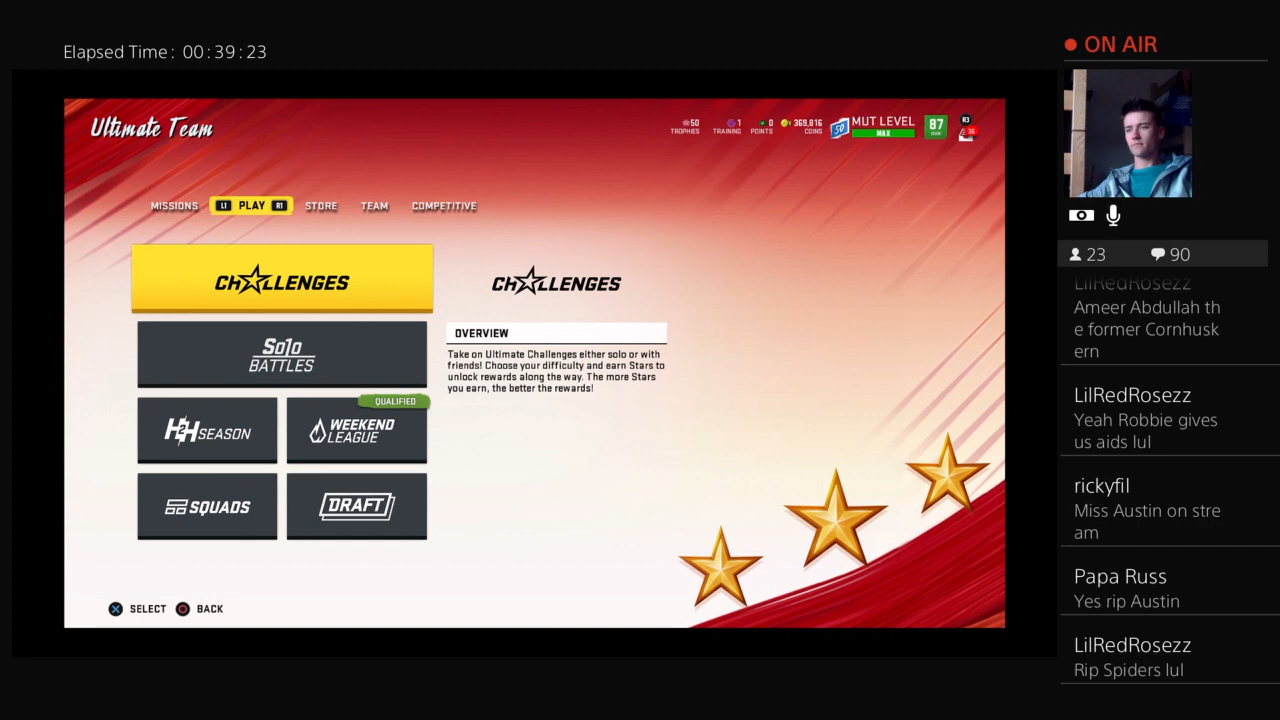 Elapsed Time: 00:39:23
ON AIR
Ultimate Team
50 TROPHIES
1 TRAINING
0 POINTS
369,816 COINS
50
MUT LEVEL
MAX
87
OVR
R3
36
MISSIONS L1 PLAY R1 STORE TEAM COMPETITIVE
CHALLENGES
CHALLENGES
Solo
BATTLES
OVERVIEW
Take on Ultimate Challenges either solo or with
friends! Choose your difficulty and earn Stars to
unlock rewards along the way. The more Stars
you earn, the better the rewards!
QUALIFIED
H2H SEASON
WEEKEND
LEAGUE
SQUADS
DRAFT
SELECT BACK
23 90
LilRedRosezz
Ameer Abdullah th
e former Cornhusk
ern
LilRedRosezz
Yeah Robbie gives
us aids lul
rickyfil
Miss Austin on stre
am
Papa Russ
Yes rip Austin
LilRedRosezz
Rip Spiders lul